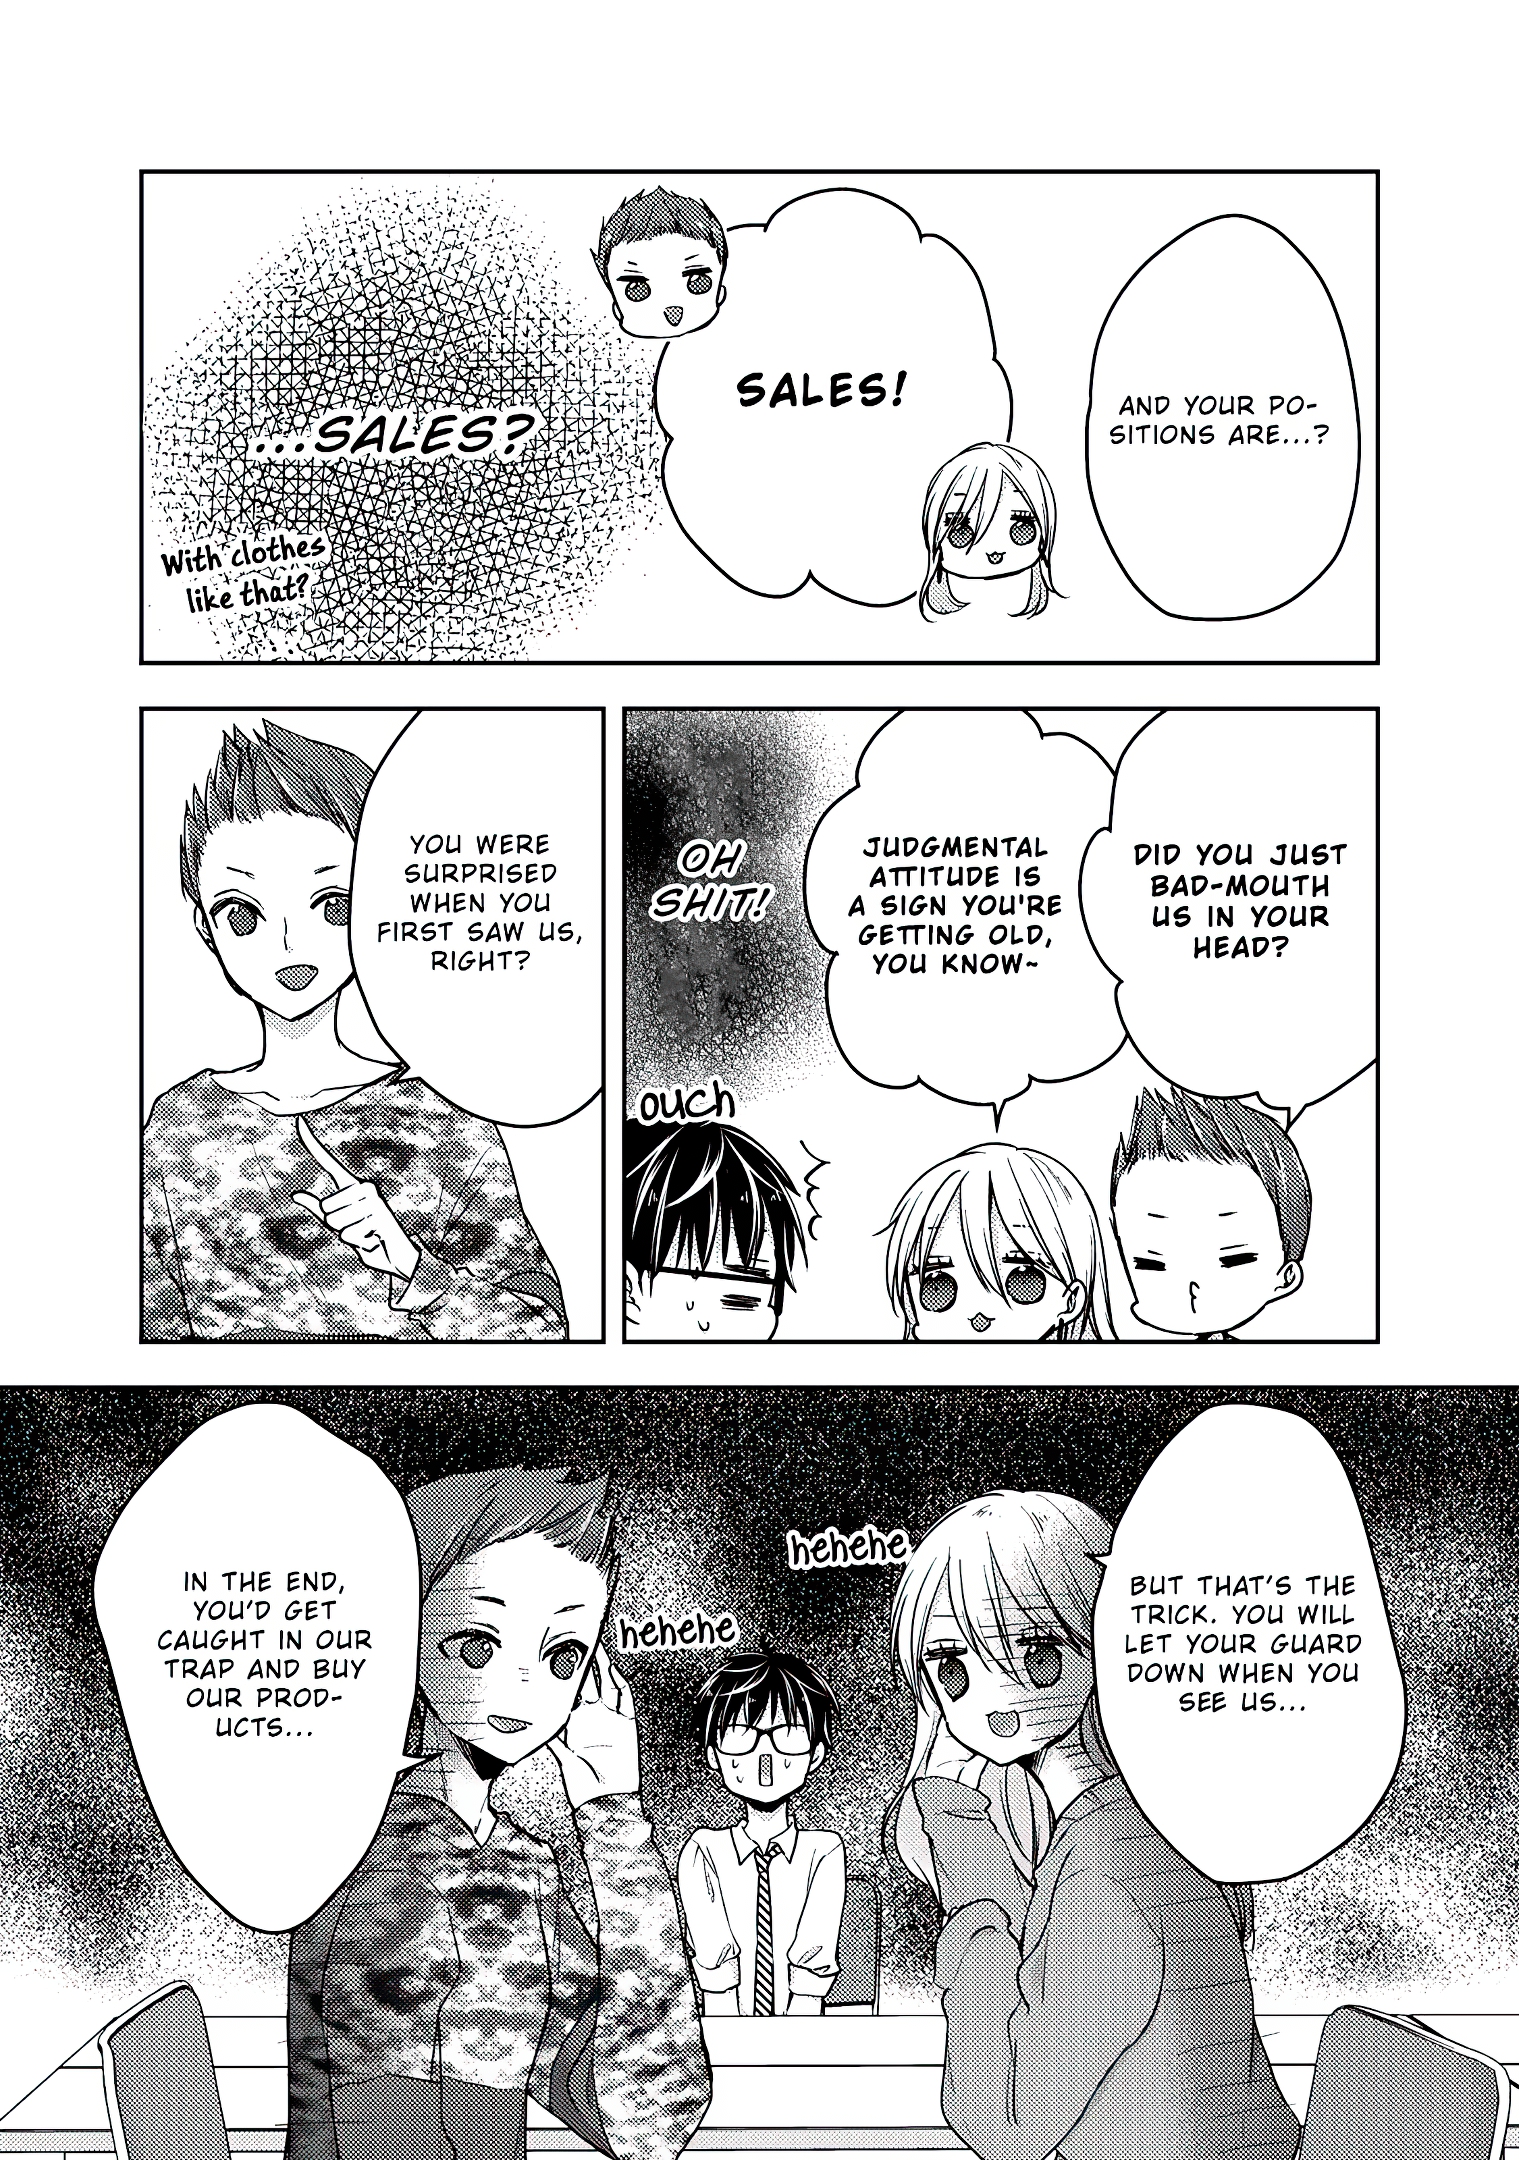 AND YOUR PO-
SITIONS ARE...?
SALES!
...SALES?
With clothes
like that?
DID YOU JUST
BAD-MOUTH
US IN YOUR
HEAD?
JUDGMENTAL
ATTITUDE IS
A SIGN YOU'RE
GETTING OLD,
YOU KNOW~
OH
SHIT!
ouch
YOU WERE
SURPRISED
WHEN YOU
FIRST SAW US,
RIGHT?
BUT THAT'S THE
TRICK. YOU WILL
LET YOUR GUARD
DOWN WHEN YOU
SEE US...
hehehe
hehehe
IN THE END,
YOU'D GET
CAUGHT IN OUR
TRAP AND BUY
OUR PROD-
UCTS...